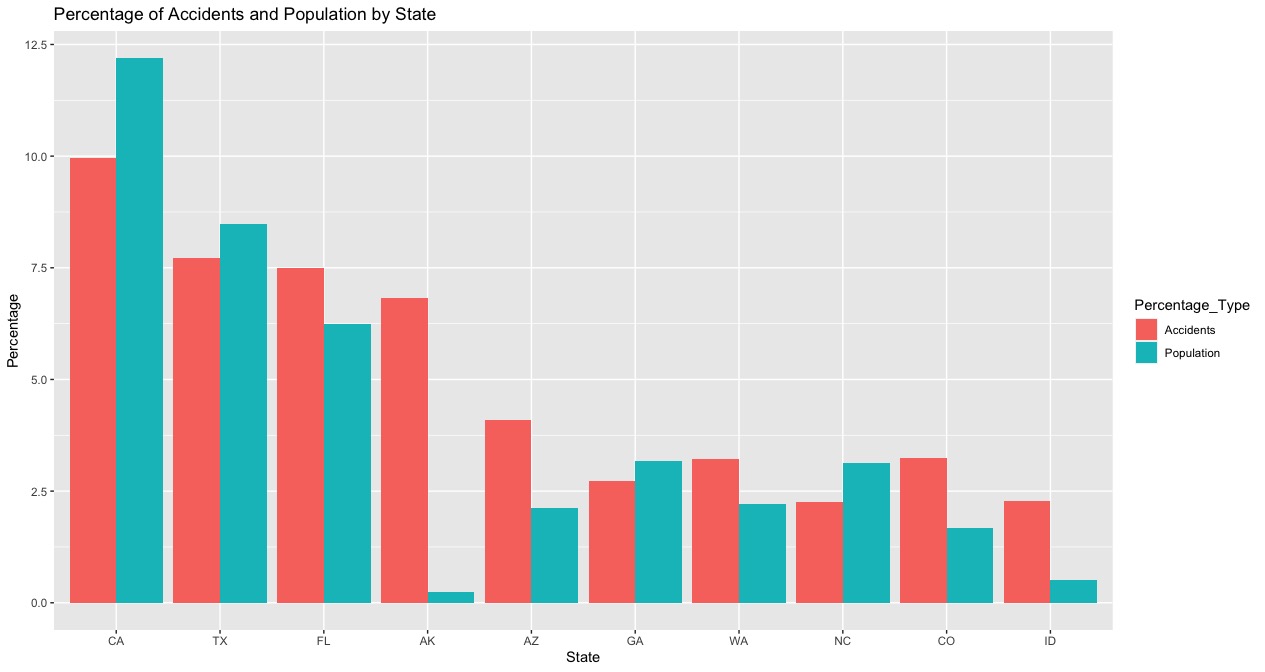 Percentage of Accidents and Population by State
12.5
10.0
7.5
5.0
2.5
0.0
Percentage
CA TX FL AK AZ GA WA NC CO ID
State
Percentage_Type
Accidents
Population